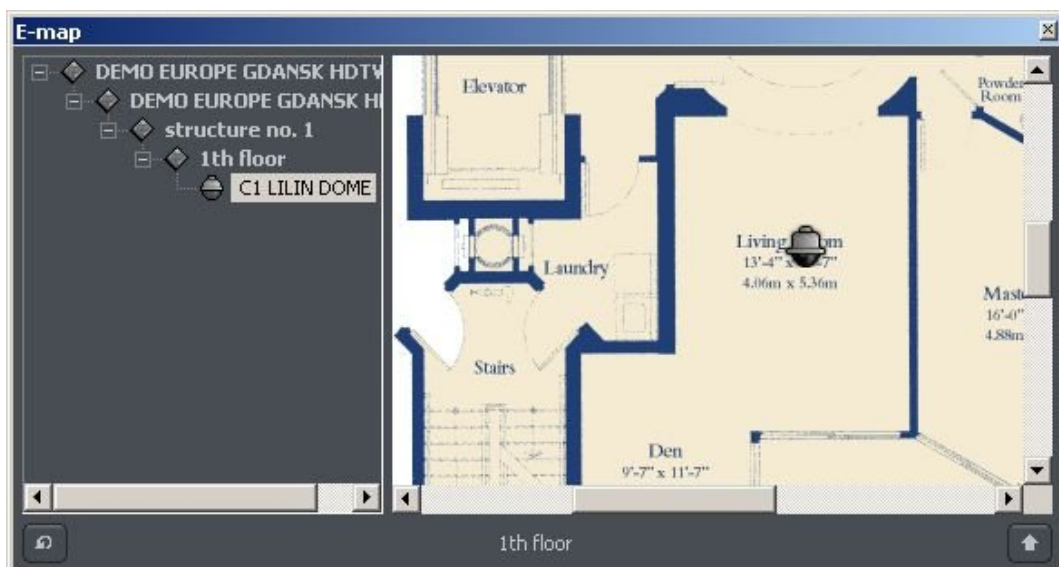 E-map
DEMO EUROPE GDANSK HDTV
DEMO EUROPE GDANSK
structure no. 1
1th floor
C1 LILIN DOME
Elevator
Powder
Room
Living
13'-4" x
4.06m x 5.36m
Laundry
16'-0"
4.88m
Stairs
Den
9'-7" x 11'-7"
1th floor